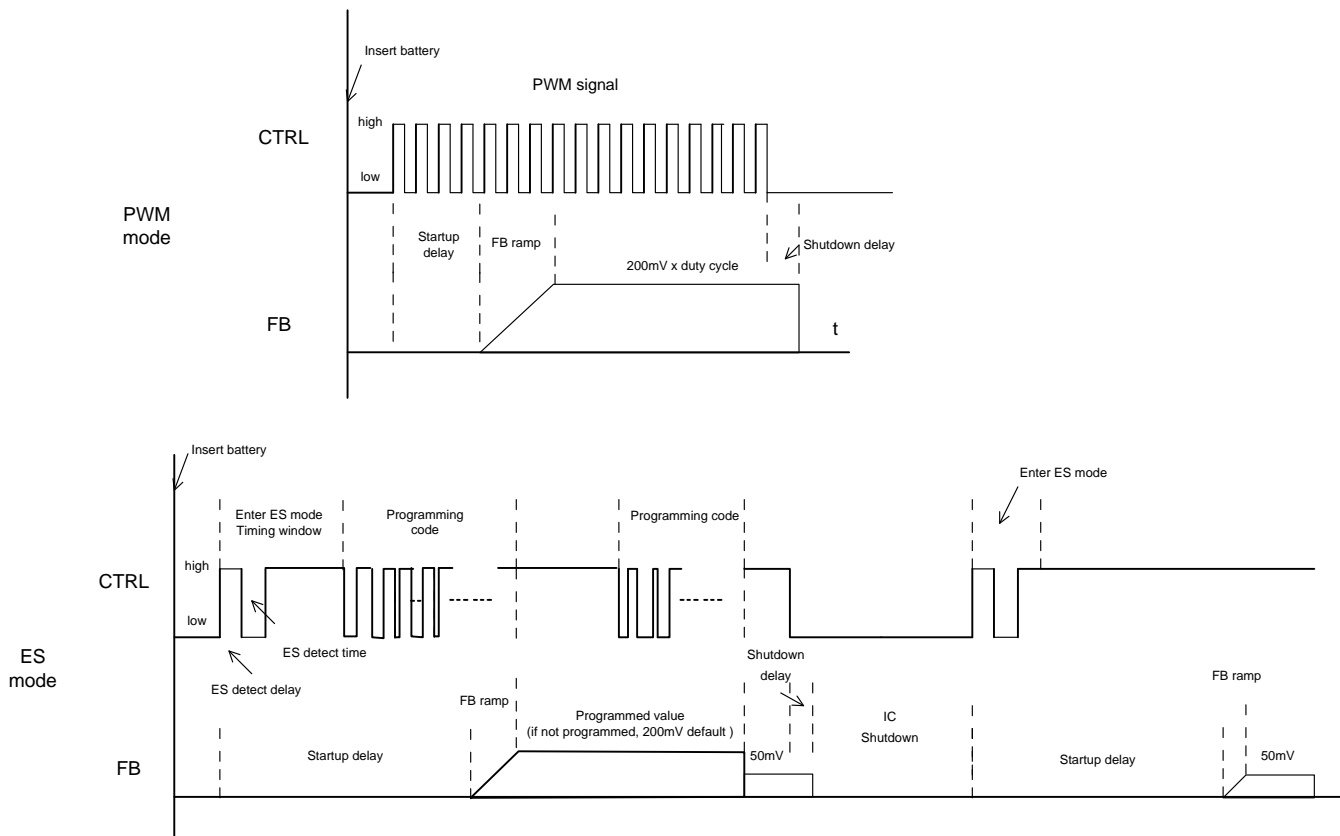 Insert battery
PWM signal
CTRL
high
low
PWM
mode
Startup
delay
FB ramp
Shutdown delay
200mV x duty cycle
FB
t
Insert battery
Enter ES mode
Enter ES mode
Timing window
Programming
code
Programming code
CTRL
high
low
ES
mode
ES detect time
ES detect delay
Shutdown
delay
FB ramp
FB ramp
Programmed value
(if not programmed, 200mV default )
IC
Shutdown
Startup delay
50mV
Startup delay
50mV
FB